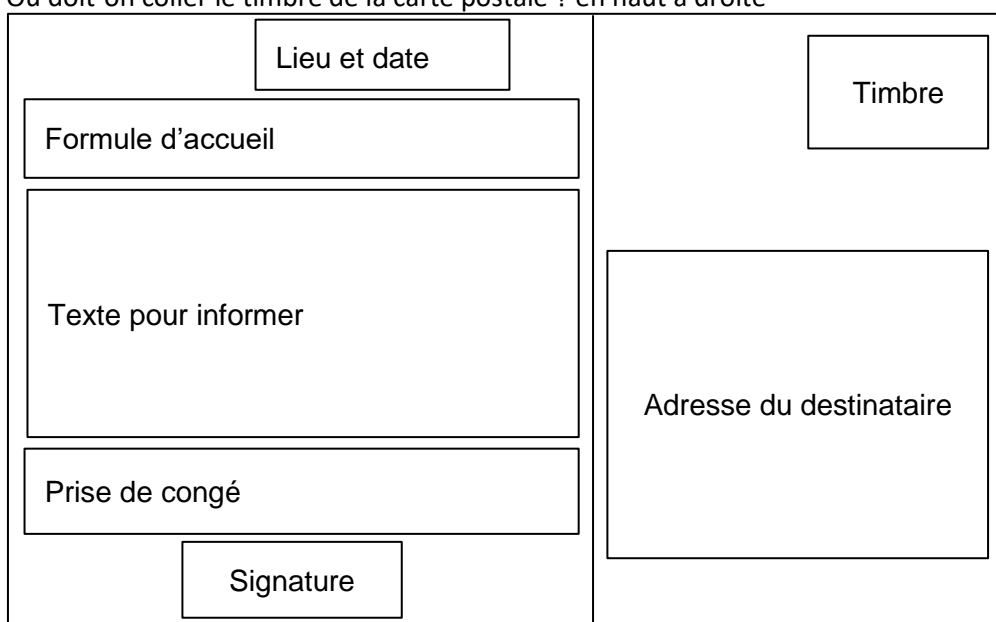 Où doit-on coller le timbre de la carte postale ? en haut à droite
Lieu et date
Formule d'accueil
Texte pour informer
Prise de congé
Signature
Timbre
Adresse du destinataire